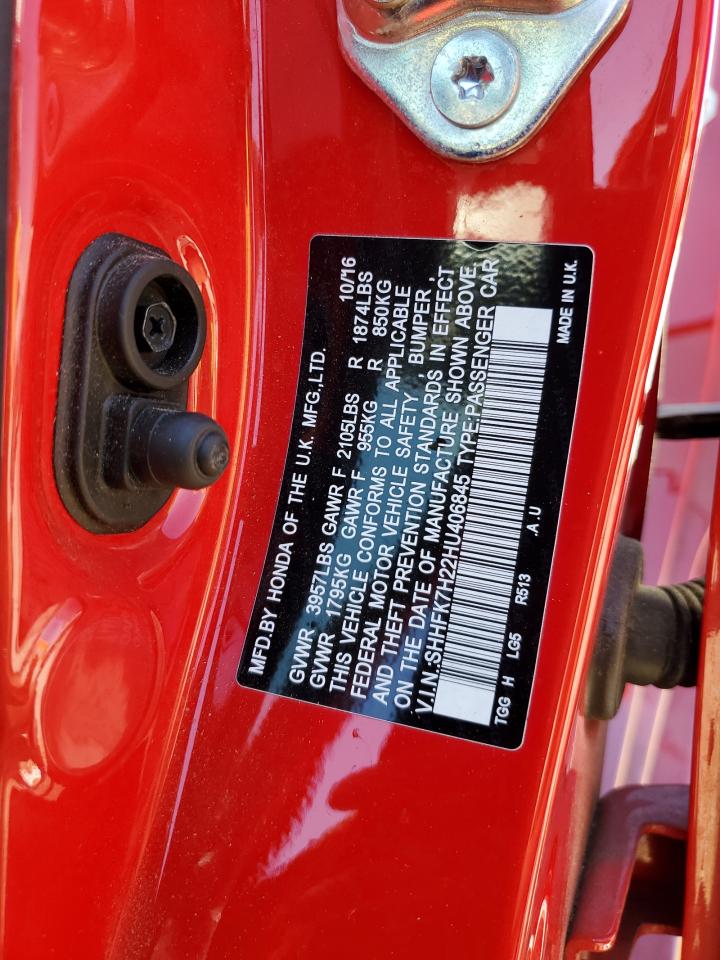 MFD.BY HONDA OF THE U.K. MFG.,LTD. 10/16
GVWR 3957LBS GAWR F 2105LBS R 1874LBS
GVWR 1795KG GAWR F 955KG R 850KG
THIS VEHICLE CONFORMS TO ALL APPLICABLE
FEDERAL MOTOR VEHICLE SAFETY BUMPER ,
AND THEFT PREVENTION STANDARDS IN EFFECT
ON THE DATE OF MANUFACTURE SHOWN ABOVE.
V.I.N.:SHHFK7H22HU406845 TYPE:PASSENGER CAR
TGG H LG5 R513 .A U MADE IN U.K.